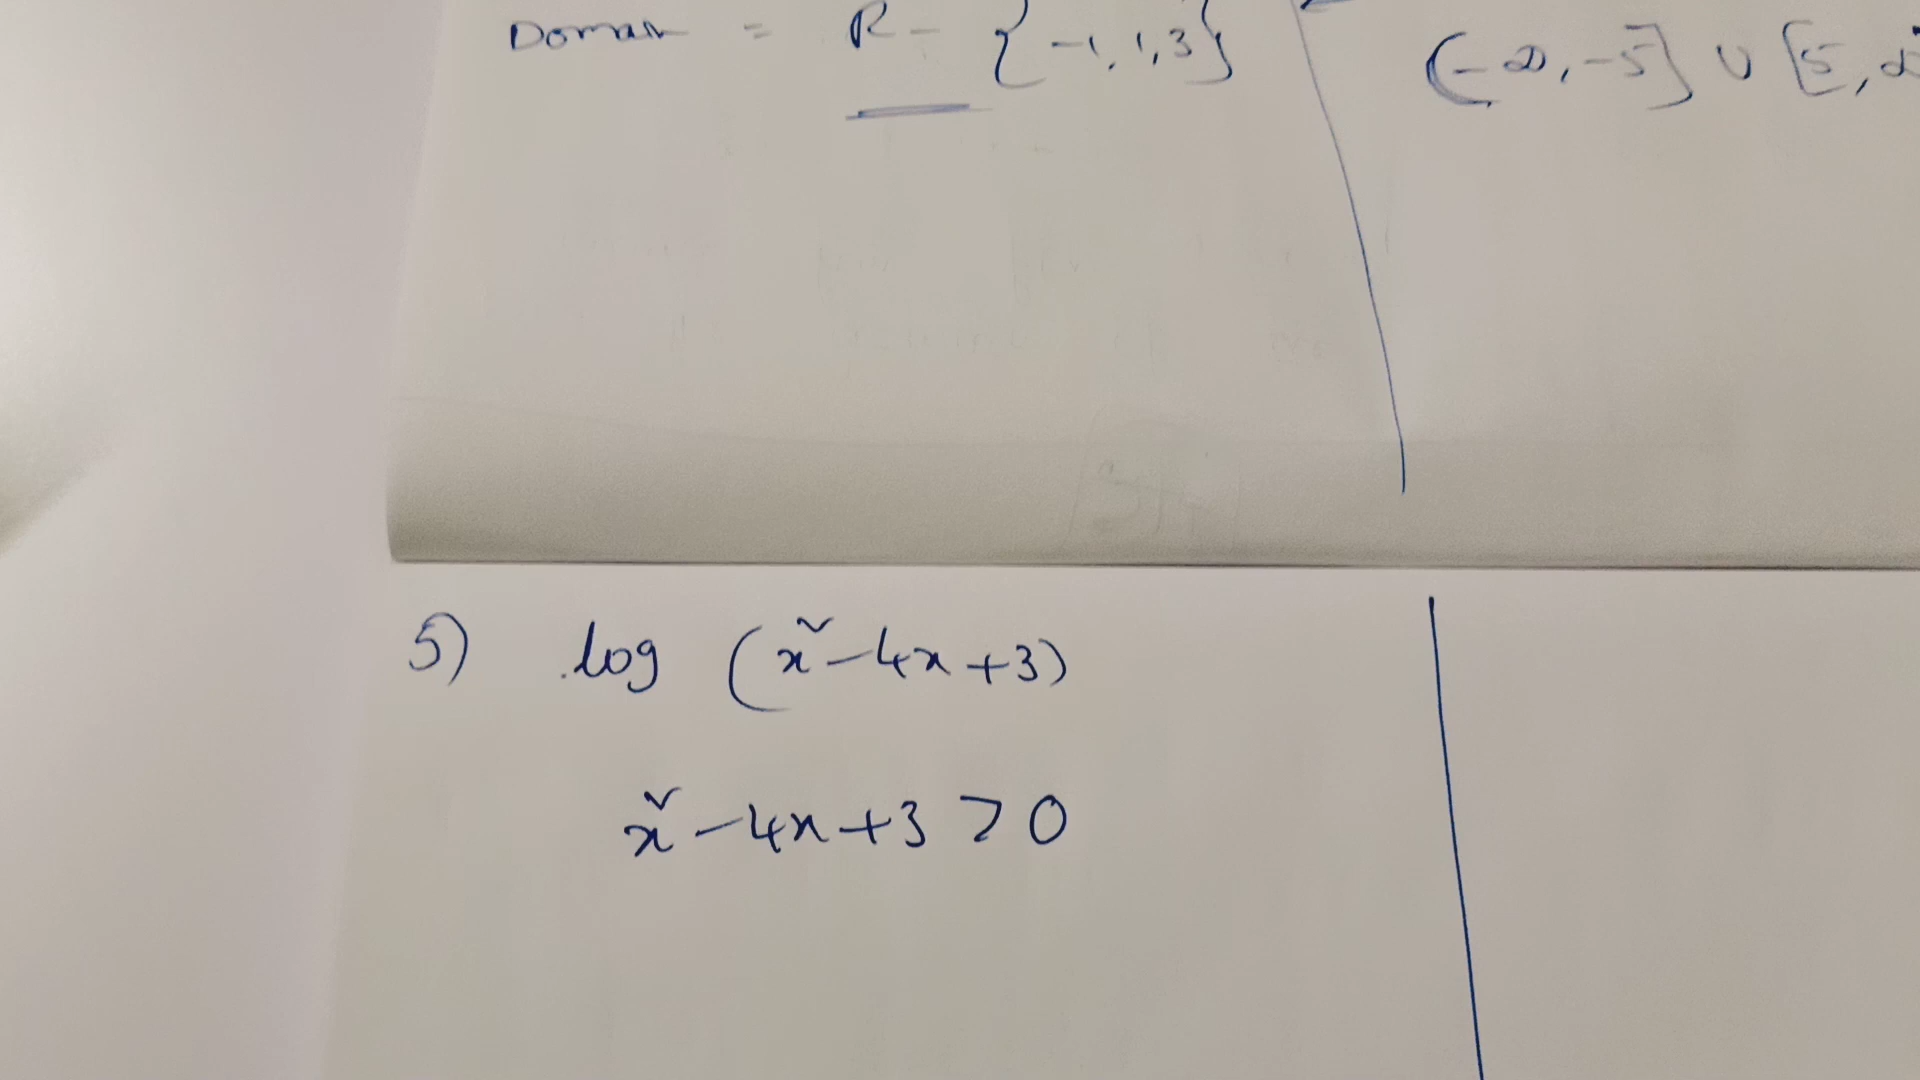 Domain = R - {-1, 1, 3}
(-∞, -5] ∪ [5, ∞
5) log (x² - 4x + 3)
x² - 4x + 3 > 0